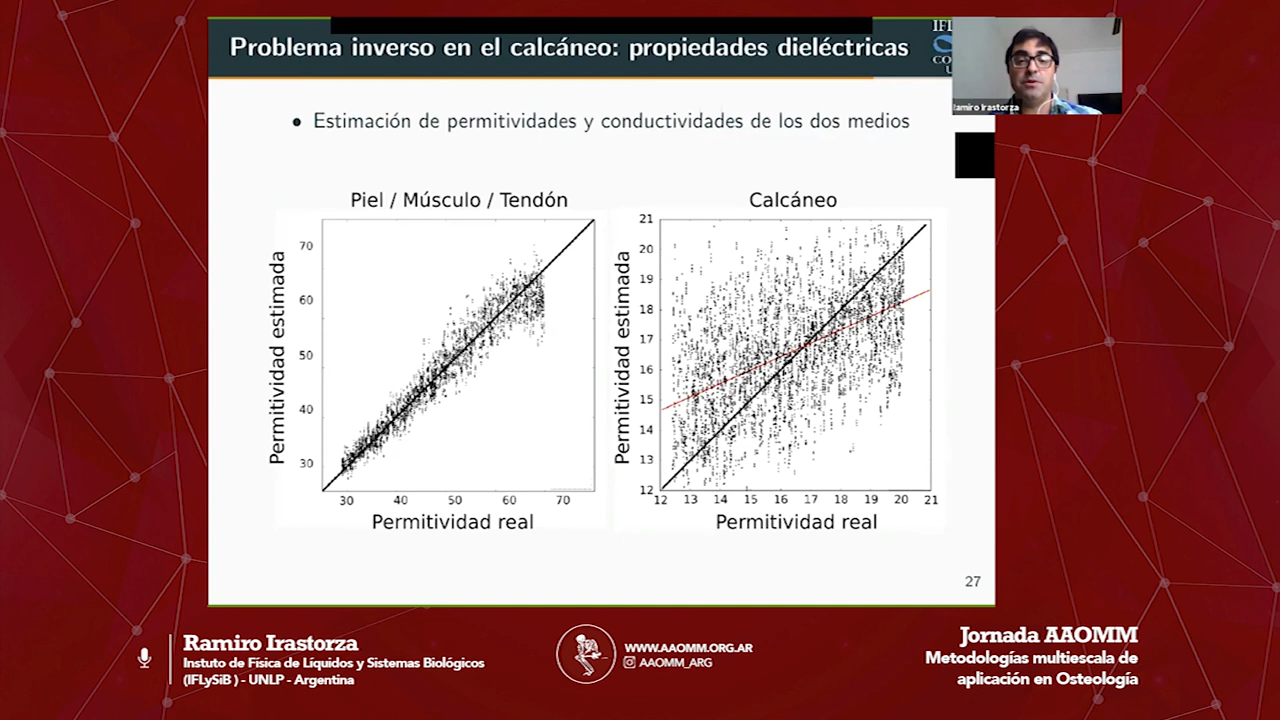 Problema inverso en el calcáneo: propiedades dieléctricas
Ramiro Irastorza
• Estimación de permitividades y conductividades de los dos medios
Piel / Músculo / Tendón
Permitividad estimada
70
60
50
40
30
30 40 50 60 70
Permitividad real
Calcáneo
Permitividad estimada
21
20
19
18
17
16
15
14
13
12
12 13 14 15 16 17 18 19 20 21
Permitividad real
27
Ramiro Irastorza
Instuto de Física de Líquidos y Sistemas Biológicos
(IFLySiB ) - UNLP - Argentina
WWW.AAOMM.ORG.AR
AAOMM_ARG
Jornada AAOMM
Metodologías multiescala de
aplicación en Osteología